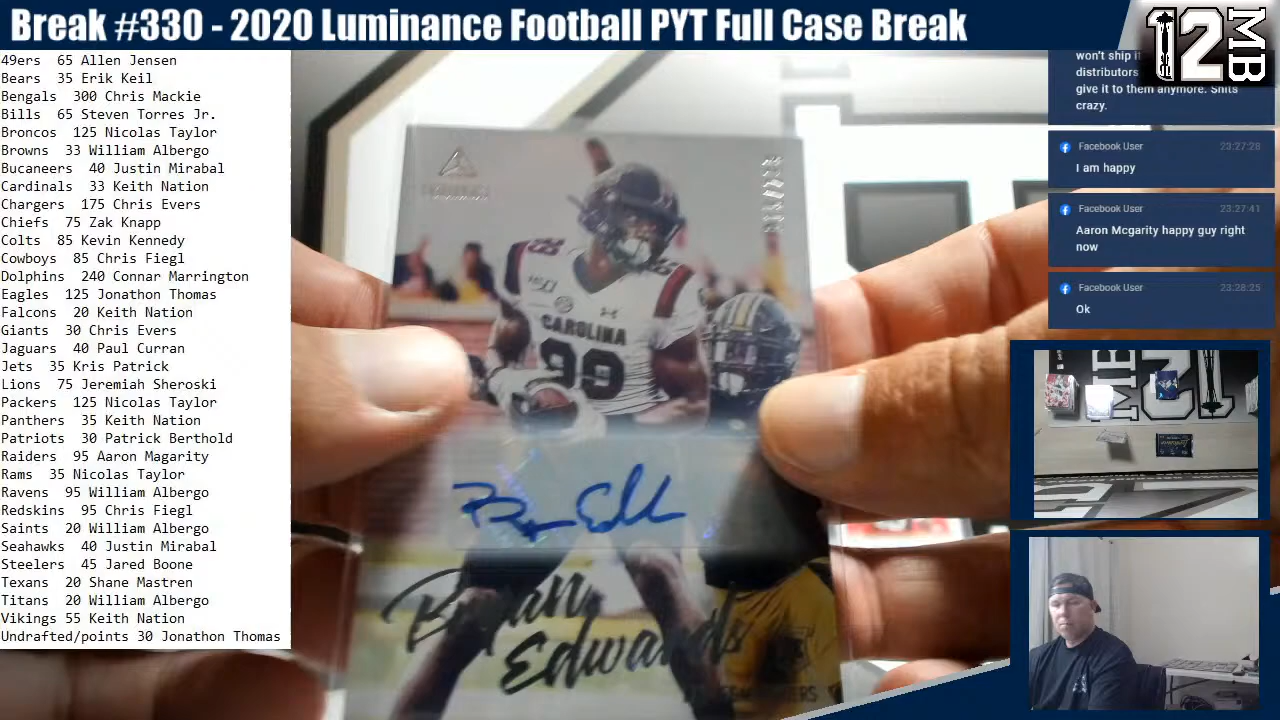 Break #330 - 2020 Luminance Football PYT Full Case Break
12
MB
49ers 65 Allen Jensen
Bears 35 Erik Keil
Bengals 300 Chris Mackie
Bills 65 Steven Torres Jr.
Broncos 125 Nicolas Taylor
Browns 33 William Albergo
Bucaneers 40 Justin Mirabal
Cardinals 33 Keith Nation
Chargers 175 Chris Evers
Chiefs 75 Zak Knapp
Colts 85 Kevin Kennedy
Cowboys 85 Chris Fiegl
Dolphins 240 Connar Marrington
Eagles 125 Jonathon Thomas
Falcons 20 Keith Nation
Giants 30 Chris Evers
Jaguars 40 Paul Curran
Jets 35 Kris Patrick
Lions 75 Jeremiah Sheroski
Packers 125 Nicolas Taylor
Panthers 35 Keith Nation
Patriots 30 Patrick Berthold
Raiders 95 Aaron Magarity
Rams 35 Nicolas Taylor
Ravens 95 William Albergo
Redskins 95 Chris Fiegl
Saints 20 William Albergo
Seahawks 40 Justin Mirabal
Steelers 45 Jared Boone
Texans 20 Shane Mastren
Titans 20 William Albergo
Vikings 55 Keith Nation
Undrafted/points 30 Jonathon Thomas
CAROLINA
89
Bryan
Edwards
won't ship it
distributors
give it to them anymore. Shits
crazy.
Facebook User 23:27:28
I am happy
Facebook User 23:27:41
Aaron Mcgarity happy guy right
now
Facebook User 23:28:25
Ok